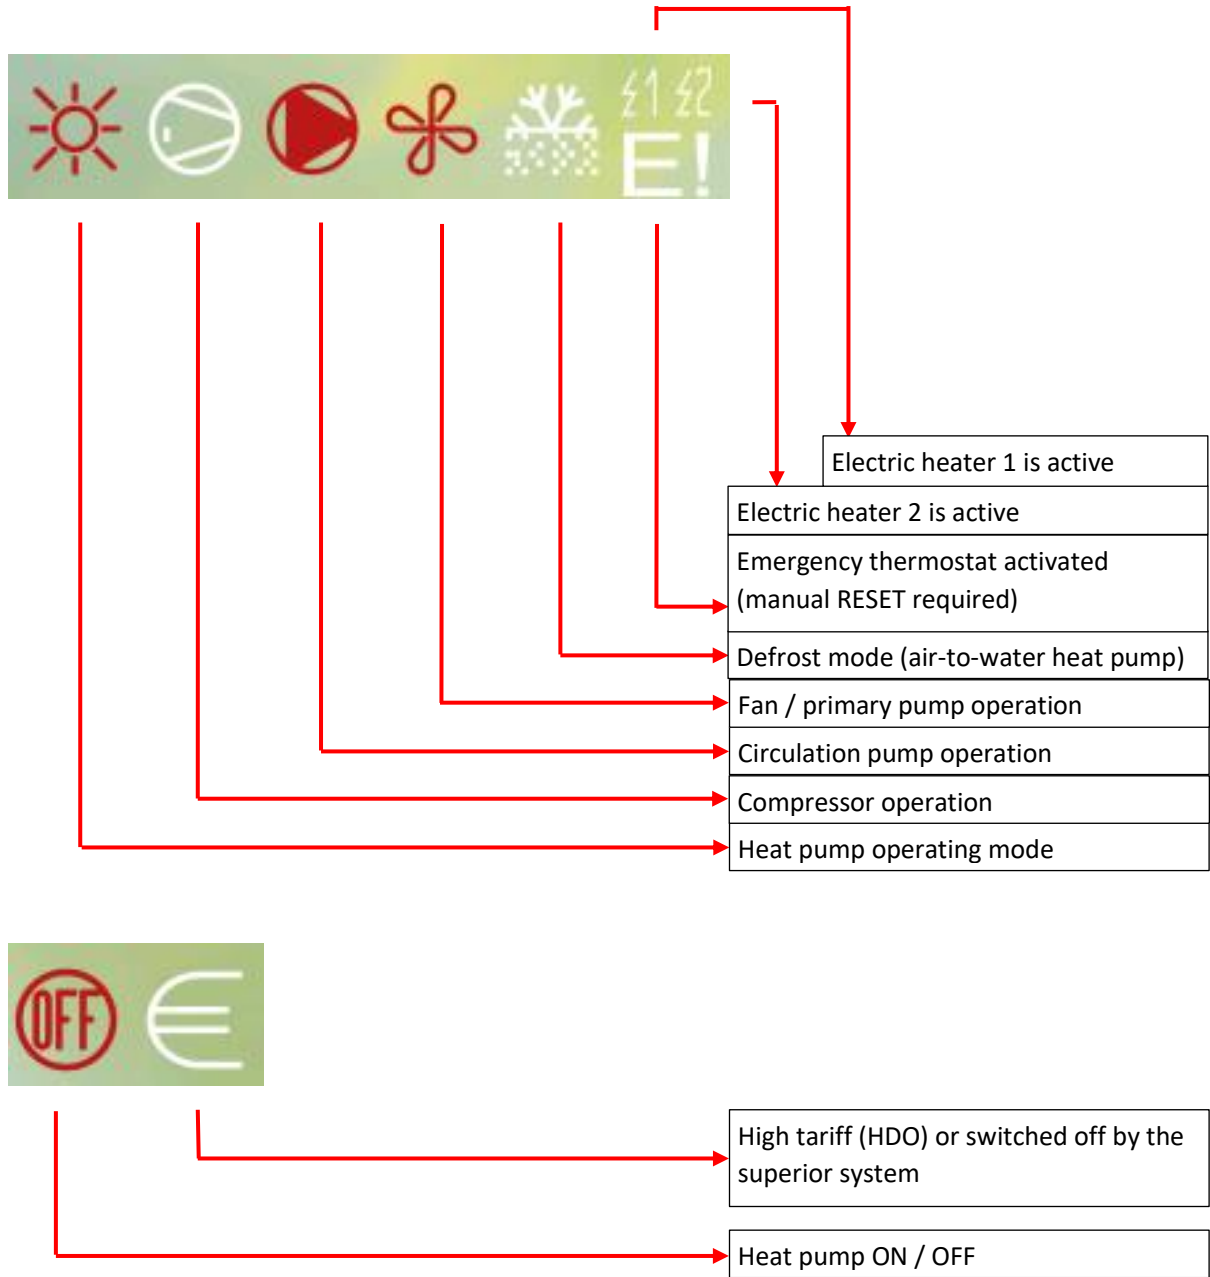 1 2
E!
Electric heater 1 is active
Electric heater 2 is active
Emergency thermostat activated
(manual RESET required)
Defrost mode (air-to-water heat pump)
Fan / primary pump operation
Circulation pump operation
Compressor operation
Heat pump operating mode
OFF
High tariff (HDO) or switched off by the
superior system
Heat pump ON / OFF